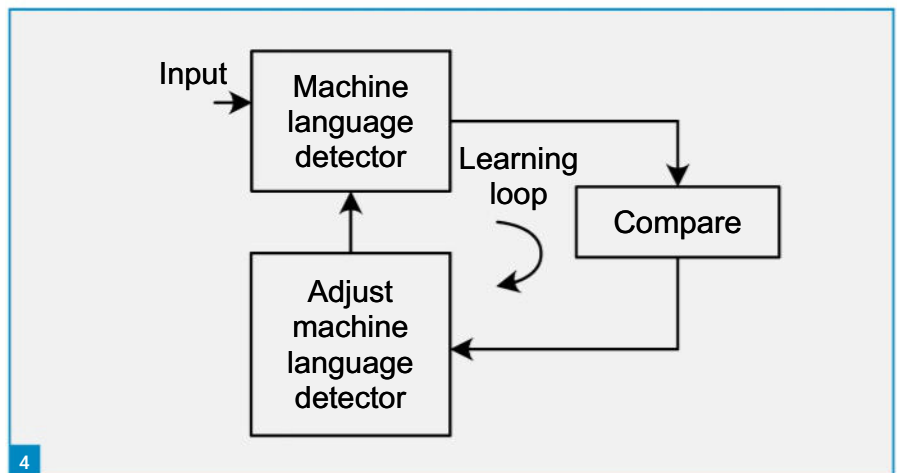 Input
Machine
language
detector
Learning
loop
Compare
Adjust
machine
language
detector
4